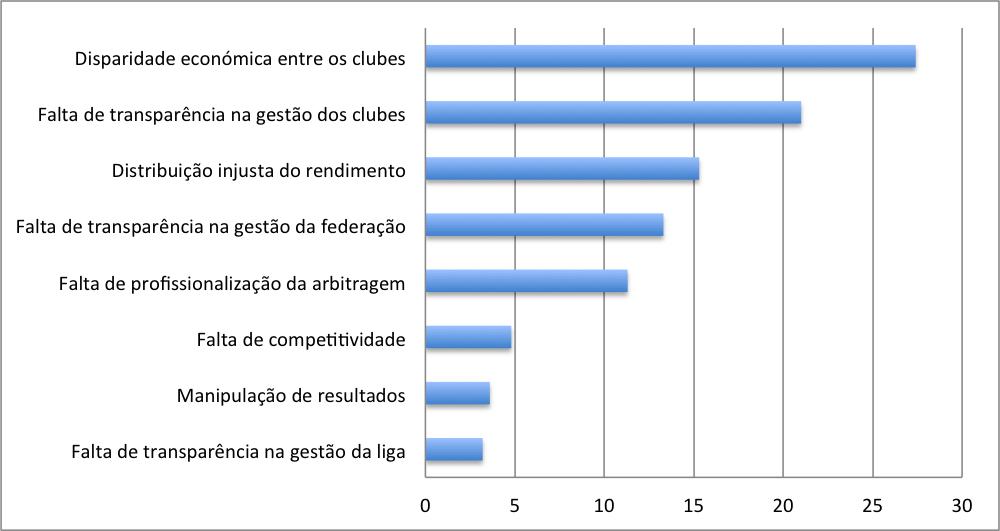 Disparidade económica entre os clubes
Falta de transparência na gestão dos clubes
Distribuição injusta do rendimento
Falta de transparência na gestão da federação
Falta de profissionalização da arbitragem
Falta de competitividade
Manipulação de resultados
Falta de transparência na gestão da liga
0 5 10 15 20 25 30